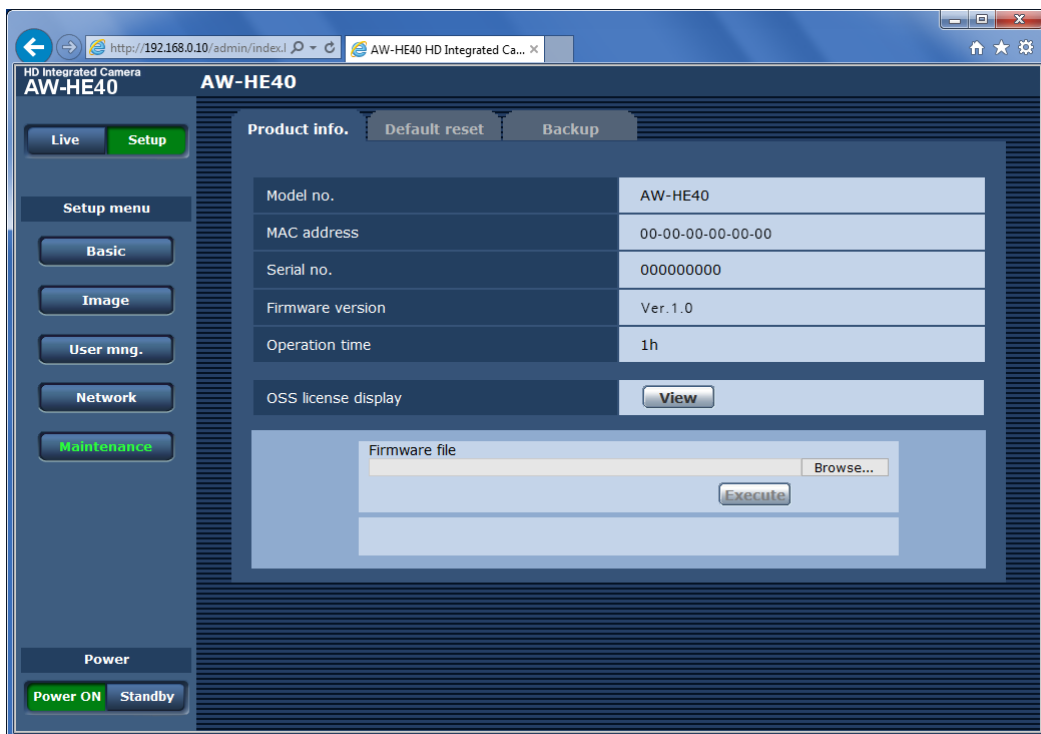 http://192.168.0.10/admin/index.l
AW-HE40 HD Integrated Ca...
HD Integrated Camera
AW-HE40
AW-HE40
Live
Setup
Setup menu
Basic
Image
User mng.
Network
Maintenance
Power
Power ON
Standby
Product info.
Default reset
Backup
Model no.
AW-HE40
MAC address
00-00-00-00-00-00
Serial no.
000000000
Firmware version
Ver.1.0
Operation time
1h
OSS license display
View
Firmware file
Browse...
Execute